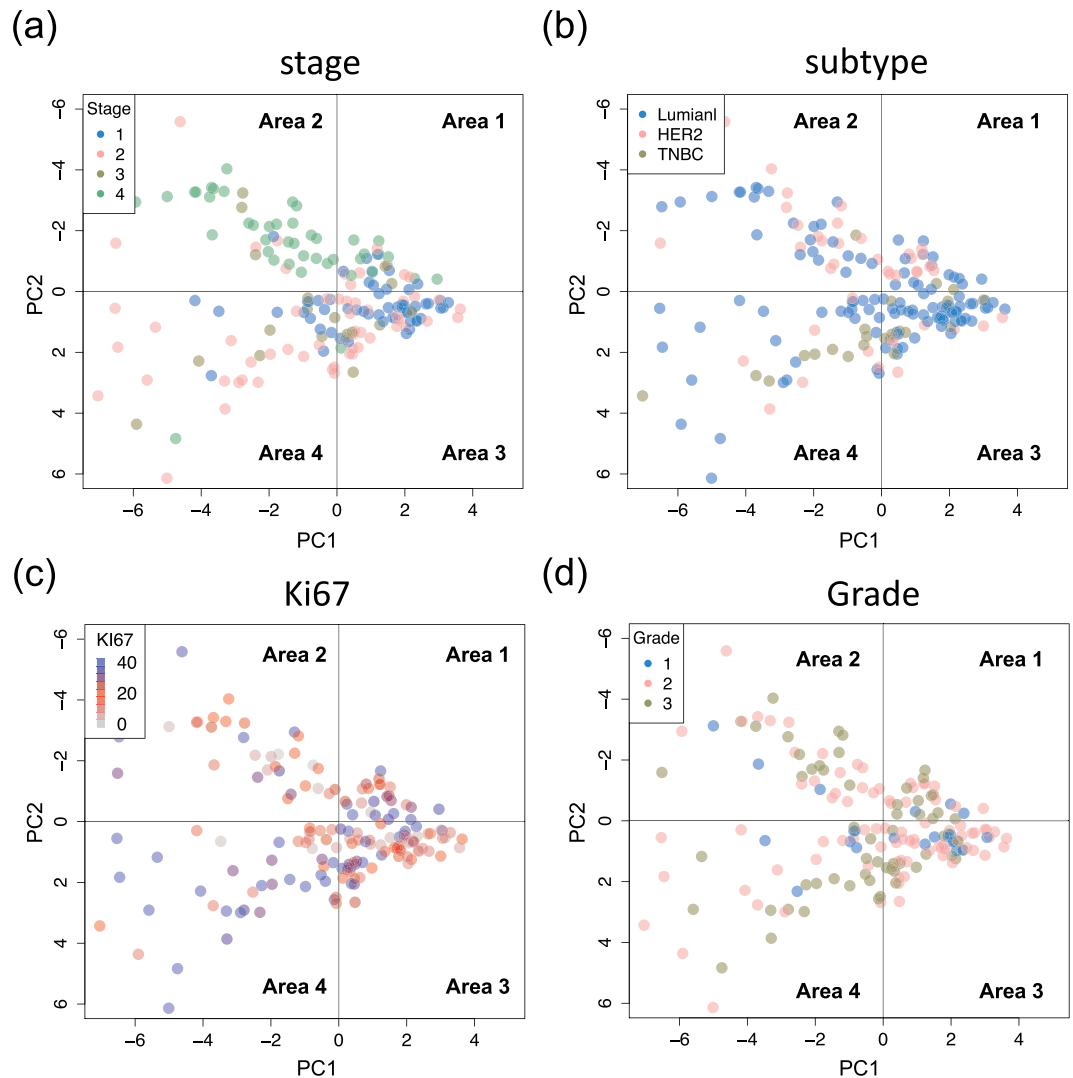 (a)
stage
Stage
1
2
3
4
Area 2
Area 1
Area 4
Area 3
−6
−4
−2
0
2
4
6
PC2
−6 −4 −2 0 2 4
PC1
(b)
subtype
Lumianl
HER2
TNBC
Area 2
Area 1
Area 4
Area 3
−6
−4
−2
0
2
4
6
PC2
−6 −4 −2 0 2 4
PC1
(c)
Ki67
KI67
40
20
0
Area 2
Area 1
Area 4
Area 3
−6
−4
−2
0
2
4
6
PC2
−6 −4 −2 0 2 4
PC1
(d)
Grade
Grade
1
2
3
Area 2
Area 1
Area 4
Area 3
−6
−4
−2
0
2
4
6
PC2
−6 −4 −2 0 2 4
PC1